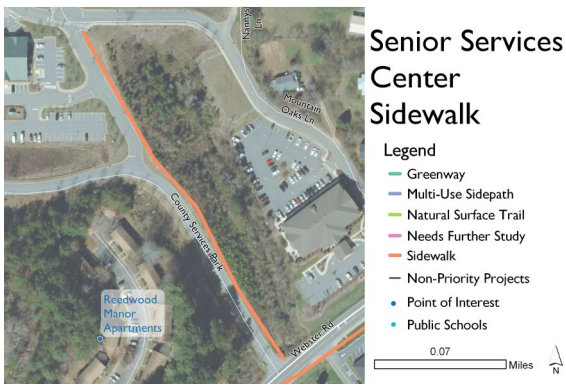 Senior Services
Center
Sidewalk
Legend
Greenway
Multi-Use Sidepath
Natural Surface Trail
Needs Further Study
Sidewalk
Non-Priority Projects
Point of Interest
Public Schools
0.07
Miles
N
Nannys
Ln
Mountain
Oaks Ln
County Services Park
Reedwood
Manor
Apartments
Webster Rd